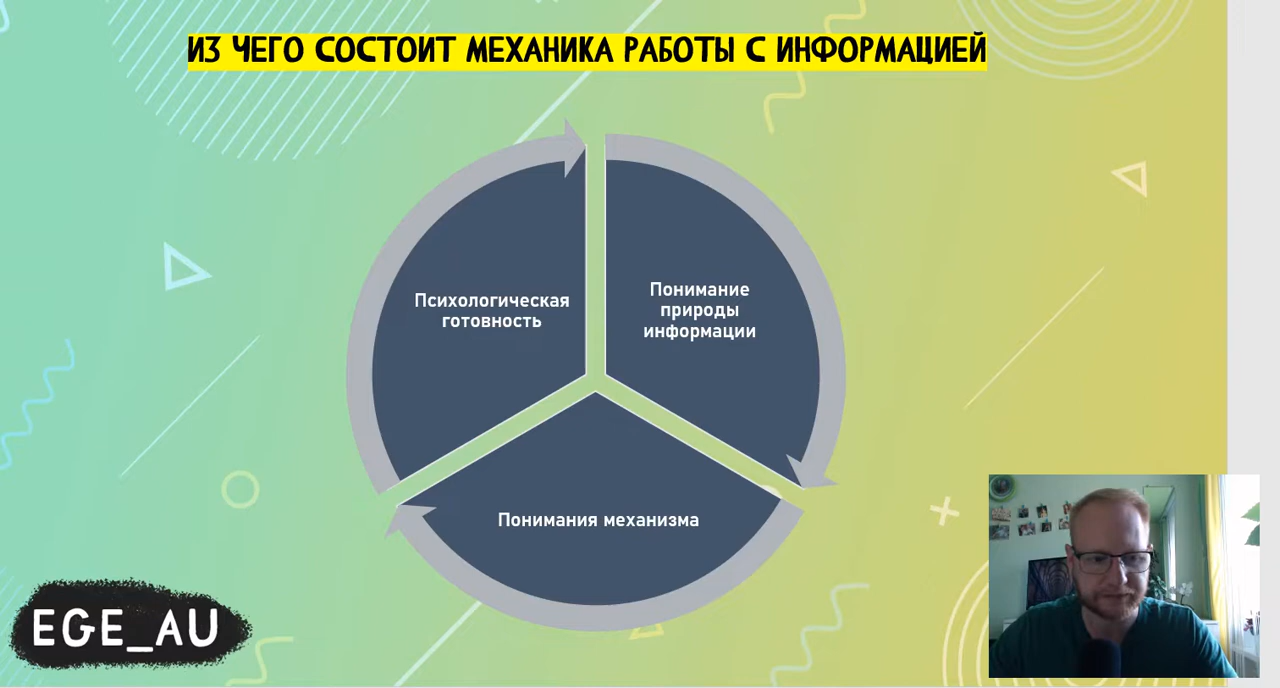 ИЗ ЧЕГО СОСТОИТ МЕХАНИКА РАБОТЫ С ИНФОРМАЦИЕЙ
Психологическая
готовность
Понимание
природы
информации
Понимания механизма
EGE_AU